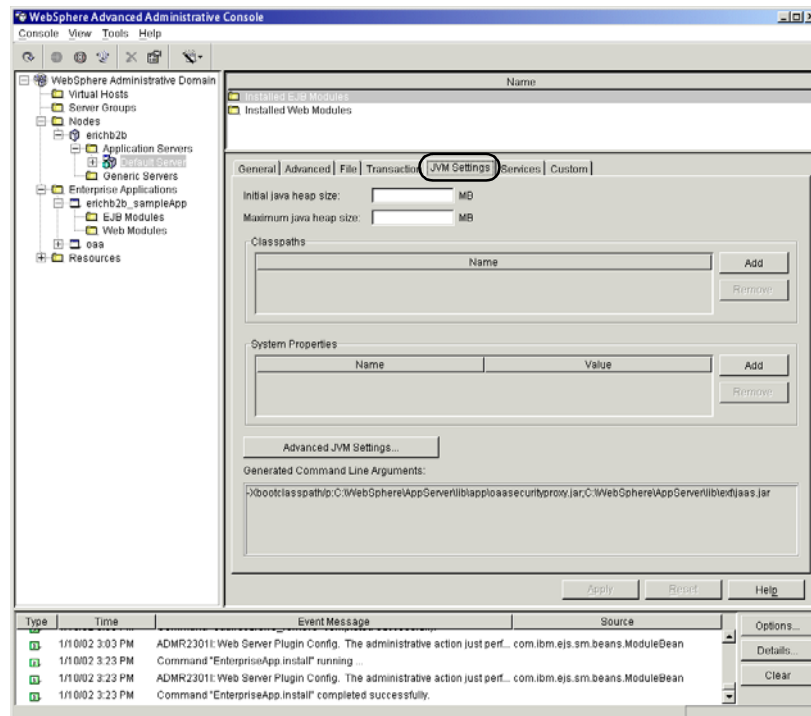 WebSphere Advanced Administrative Console
Console View Tools Help
WebSphere Administrative Domain
Virtual Hosts
Server Groups
Nodes
erichb2b
Application Servers
Default Server
Generic Servers
Enterprise Applications
erichb2b_sampleApp
EJB Modules
Web Modules
oaa
Resources
Name
Installed EJB Modules
Installed Web Modules
General Advanced File Transaction JVM Settings Services Custom
Initial java heap size: MB
Maximum java heap size: MB
Classpaths
Name
Add
Remove
System Properties
Name Value
Add
Remove
Advanced JVM Settings...
Generated Command Line Arguments:
-Xbootclasspath/p:C:\WebSphere\AppServer\lib\app\oaasecurityproxy.jar;C:\WebSphere\AppServer\lib\ext\jaas.jar
Apply Reset Help
Type Time Event Message Source
1/10/02 3:03 PM ADMR2301I: Web Server Plugin Config. The administrative action just perf... com.ibm.ejs.sm.beans.ModuleBean
1/10/02 3:23 PM Command "EnterpriseApp.install" running ...
1/10/02 3:23 PM ADMR2301I: Web Server Plugin Config. The administrative action just perf... com.ibm.ejs.sm.beans.ModuleBean
1/10/02 3:23 PM Command "EnterpriseApp.install" completed successfully.
Options...
Details...
Clear